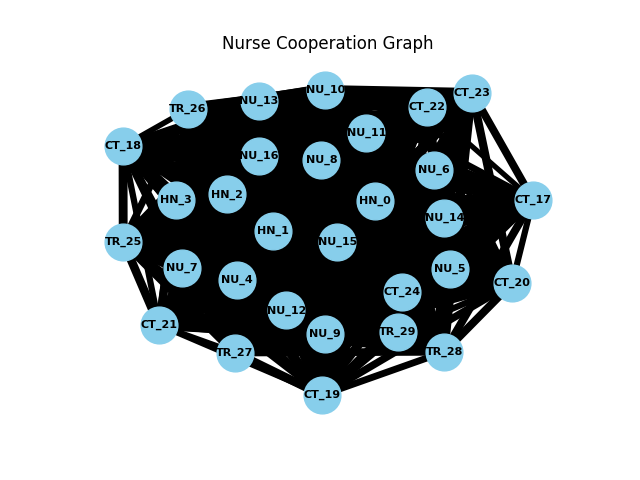 Nurse Cooperation Graph
NU_10
CT_23
NU_13
TR_26
CT_22
NU_11
CT_18
NU_16
NU_8
NU_6
HN_2
HN_3
HN_0
CT_17
NU_14
HN_1
TR_25
NU_15
NU_7
NU_5
NU_4
CT_20
CT_24
NU_12
CT_21
TR_29
NU_9
TR_27
TR_28
CT_19